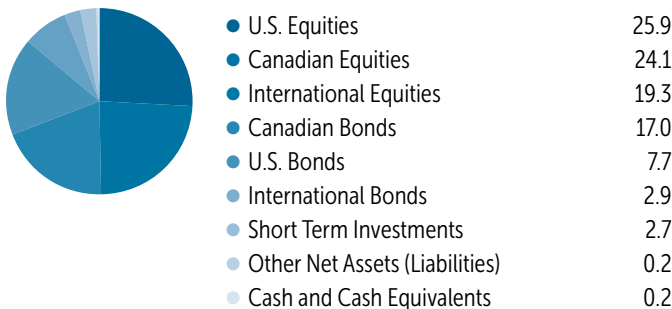 U.S. Equities 25.9
Canadian Equities 24.1
International Equities 19.3
Canadian Bonds 17.0
U.S. Bonds 7.7
International Bonds 2.9
Short Term Investments 2.7
Other Net Assets (Liabilities) 0.2
Cash and Cash Equivalents 0.2